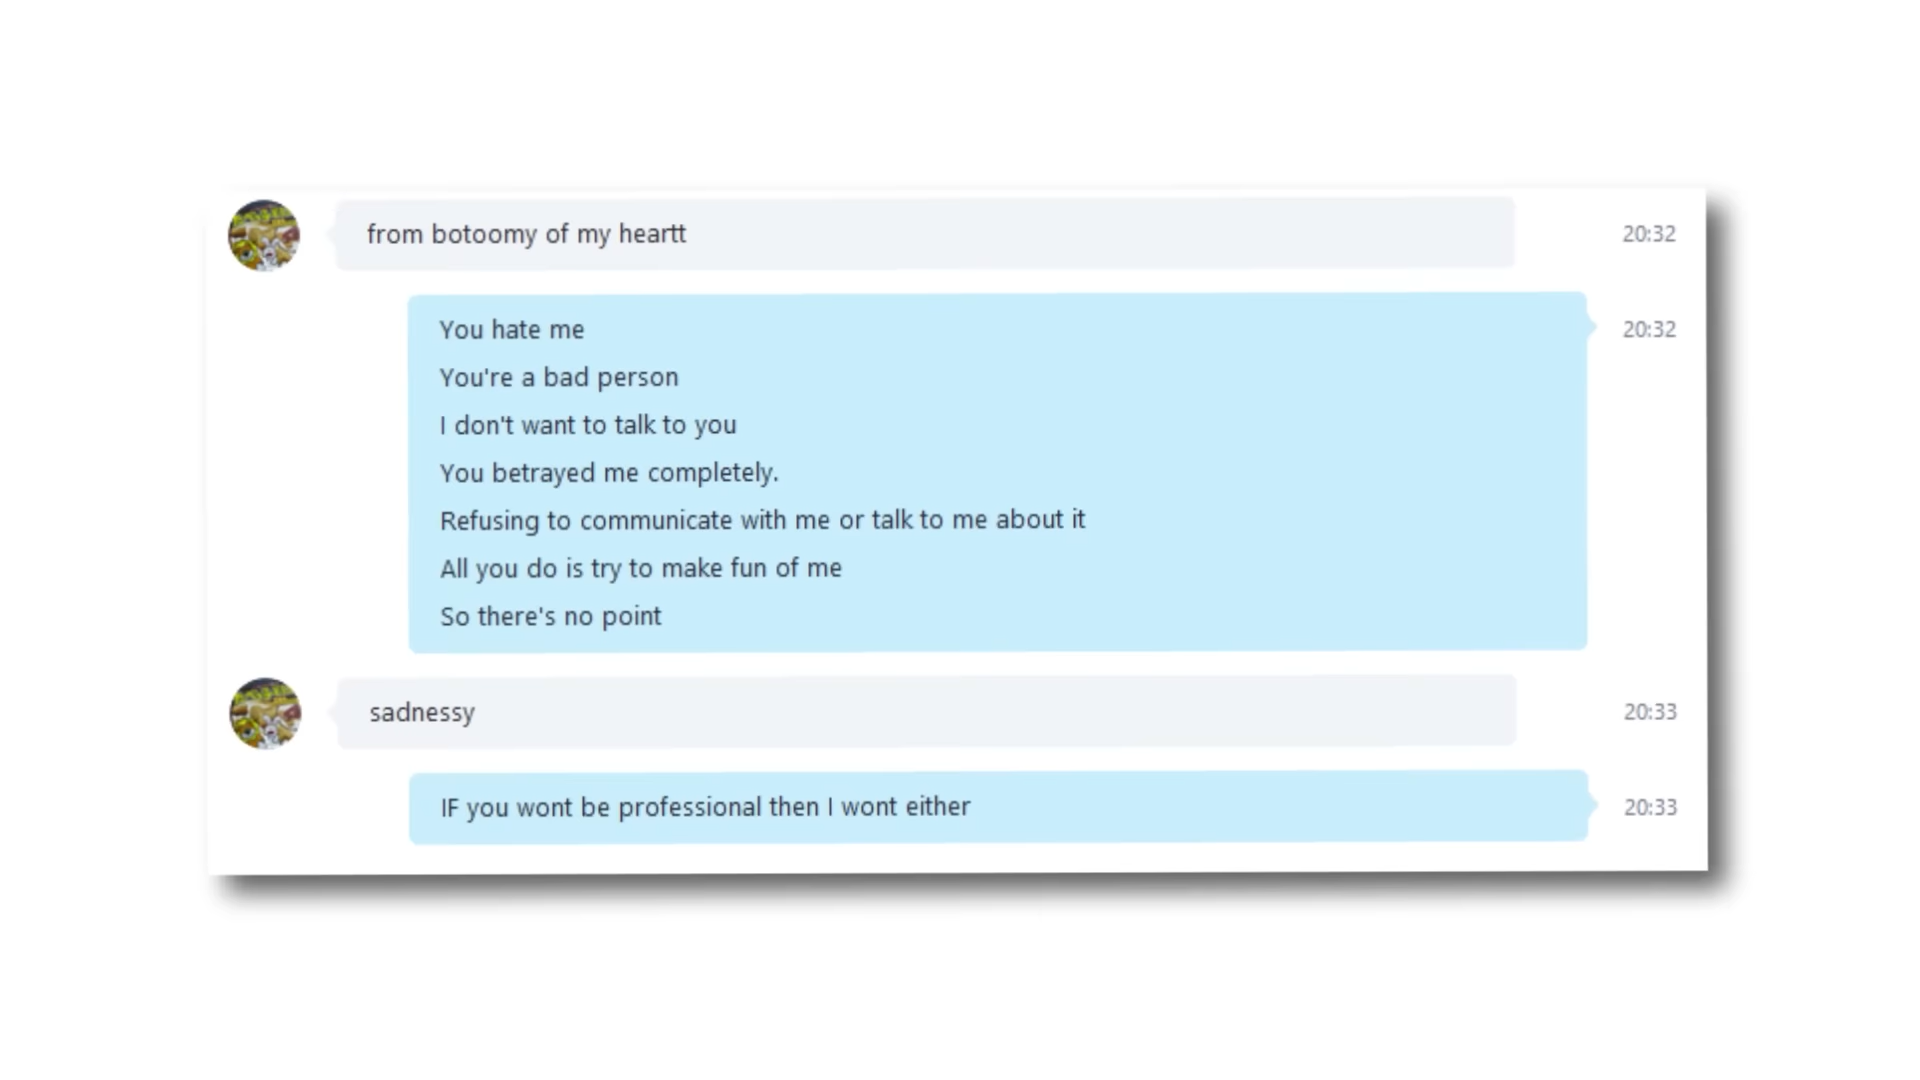 from botoomy of my heartt 20:32
You hate me 20:32
You're a bad person
I don't want to talk to you
You betrayed me completely.
Refusing to communicate with me or talk to me about it
All you do is try to make fun of me
So there's no point
sadnessy 20:33
IF you wont be professional then I wont either 20:33